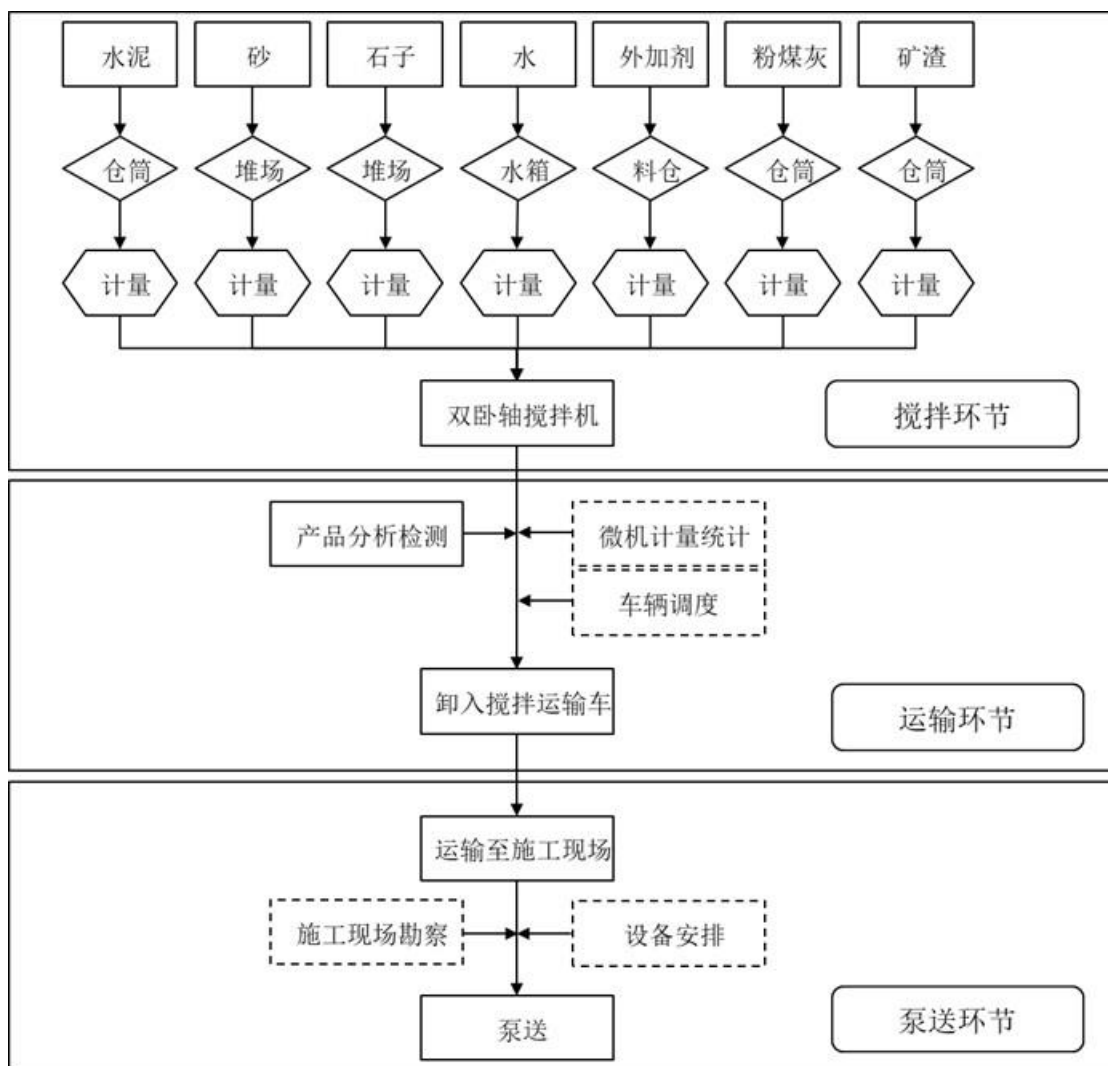 水泥
砂
石子
水
外加剂
粉煤灰
矿渣
仓筒
堆场
堆场
水箱
料仓
仓筒
仓筒
计量
计量
计量
计量
计量
计量
计量
双卧轴搅拌机
搅拌环节
产品分析检测
微机计量统计
车辆调度
卸入搅拌运输车
运输环节
运输至施工现场
施工现场勘察
设备安排
泵送
泵送环节